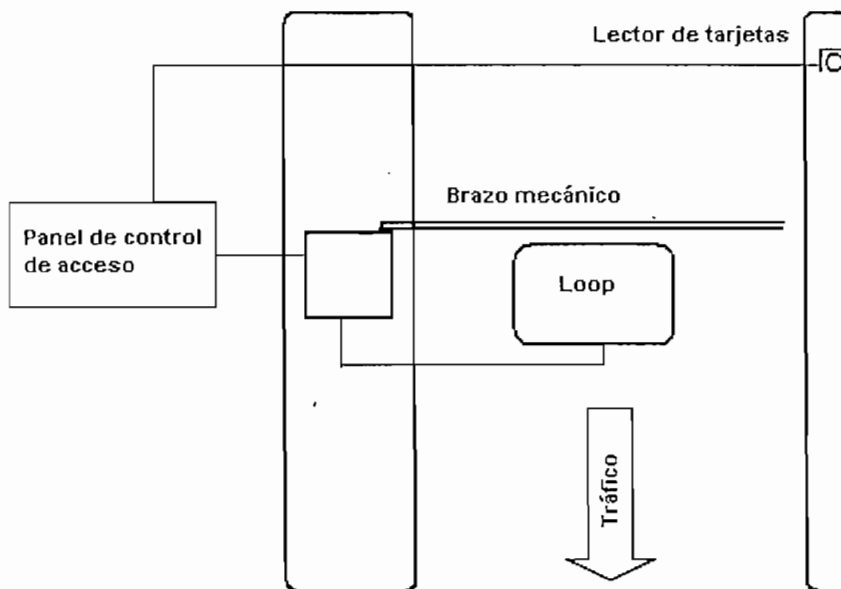 Lector de tarjetas
Brazo mecánico
Panel de control
de acceso
Loop
Tráfico